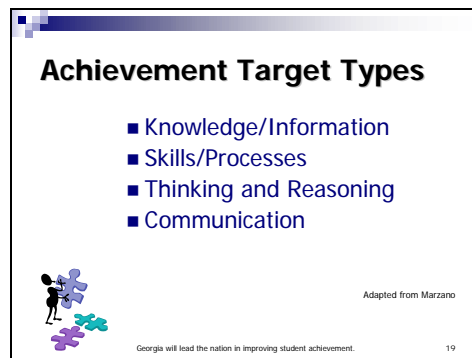 Achievement Target Types
Knowledge/Information
Skills/Processes
Thinking and Reasoning
Communication
Adapted from Marzano
Georgia will lead the nation in improving student achievement.
19